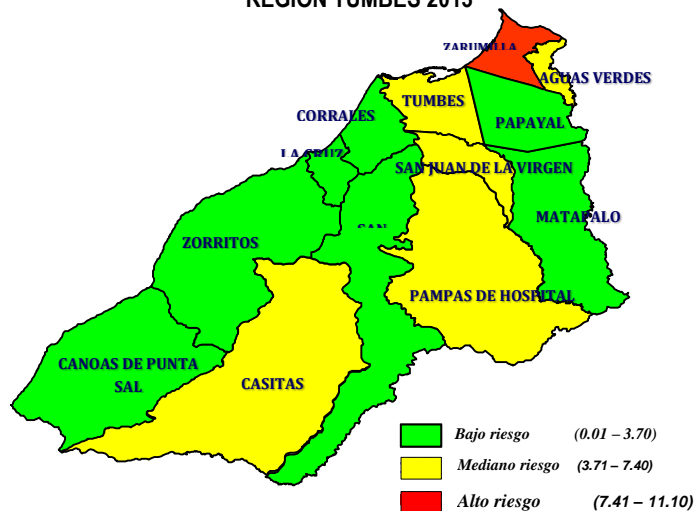 REGION TUMBES 2015
ZARUMILLA
AGUAS VERDES
TUMBES
CORRALES
PAPAYAL
LA CRUZ
SAN JUAN DE LA VIRGEN
MATAPALO
SAN
ZORRITOS
PAMPAS DE HOSPITAL
CANOAS DE PUNTA
SAL
CASITAS
Bajo riesgo (0.01 – 3.70)
Mediano riesgo (3.71 – 7.40)
Alto riesgo (7.41 – 11.10)